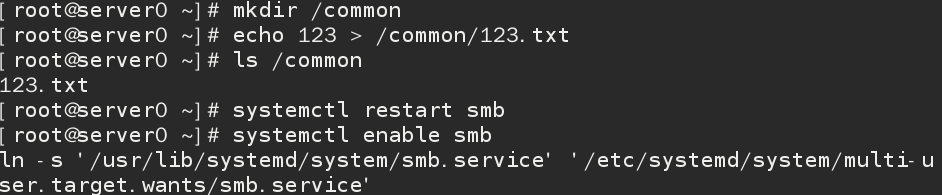 [root@server0 ~]# mkdir /common
[root@server0 ~]# echo 123 > /common/123.txt
[root@server0 ~]# ls /common
123.txt
[root@server0 ~]# systemctl restart smb
[root@server0 ~]# systemctl enable smb
ln -s '/usr/lib/systemd/system/smb.service' '/etc/systemd/system/multi-u
ser.target.wants/smb.service'